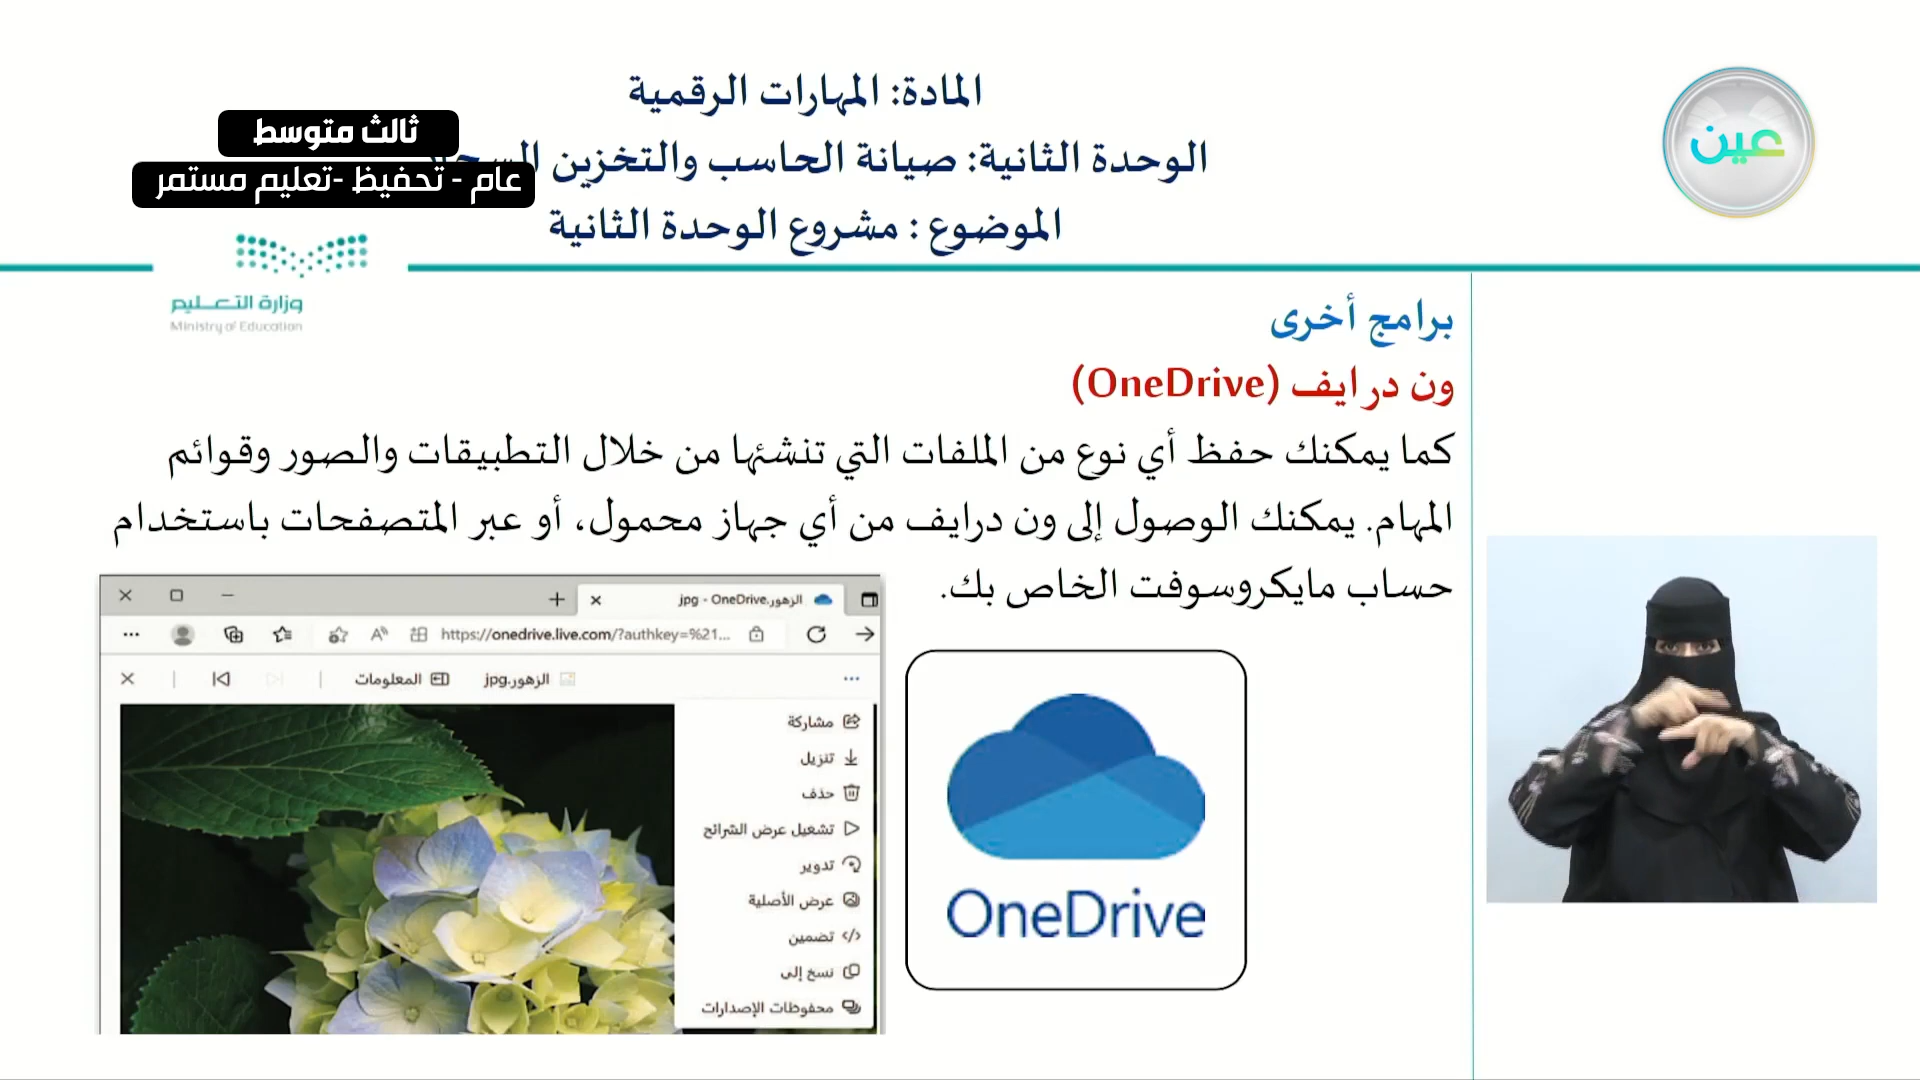 المادة: المهارات الرقمية
ثالث متوسط
الوحدة الثانية: صيانة الحاسب والتخزين
عام - تحفيظ -تعليم مستمر
الموضوع : مشروع الوحدة الثانية
عين
وزارة التعليم
Ministry of Education
برامج أخرى
ون درايف (OneDrive)
كما يمكنك حفظ أي نوع من الملفات التي تنشئها من خلال التطبيقات والصور وقوائم
المهام. يمكنك الوصول إلى ون درايف من أي جهاز محمول، أو عبر المتصفحات باستخدام
حساب مايكروسوفت الخاص بك.
الزهور.jpg - OneDrive
https://onedrive.live.com/?authkey=%21...
الزهور.jpg
المعلومات
مشاركة
تنزيل
حذف
تشغيل عرض الشرائح
تدوير
عرض الأصلية
تضمين
نسخ إلى
محفوظات الإصدارات
OneDrive